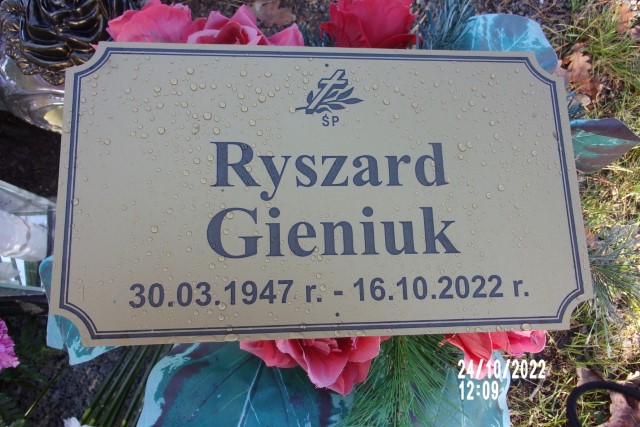 ŚP
Ryszard
Gieniuk
30.03.1947 r. - 16.10.2022 r.
24/10/2022
12:09